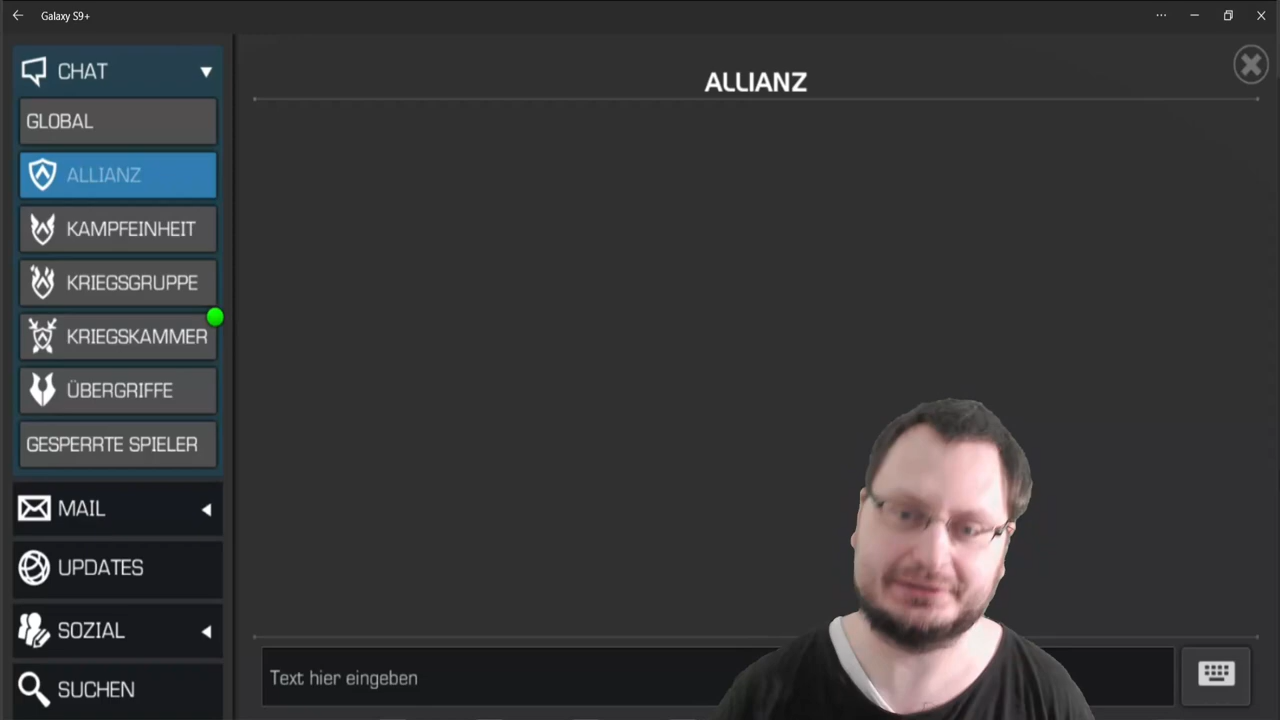 Galaxy S9+
CHAT
GLOBAL
ALLIANZ
KAMPFEINHEIT
KRIEGSGRUPPE
KRIEGSKAMMER
ÜBERGRIFFE
GESPERRTE SPIELER
MAIL
UPDATES
SOZIAL
SUCHEN
ALLIANZ
Text hier eingeben